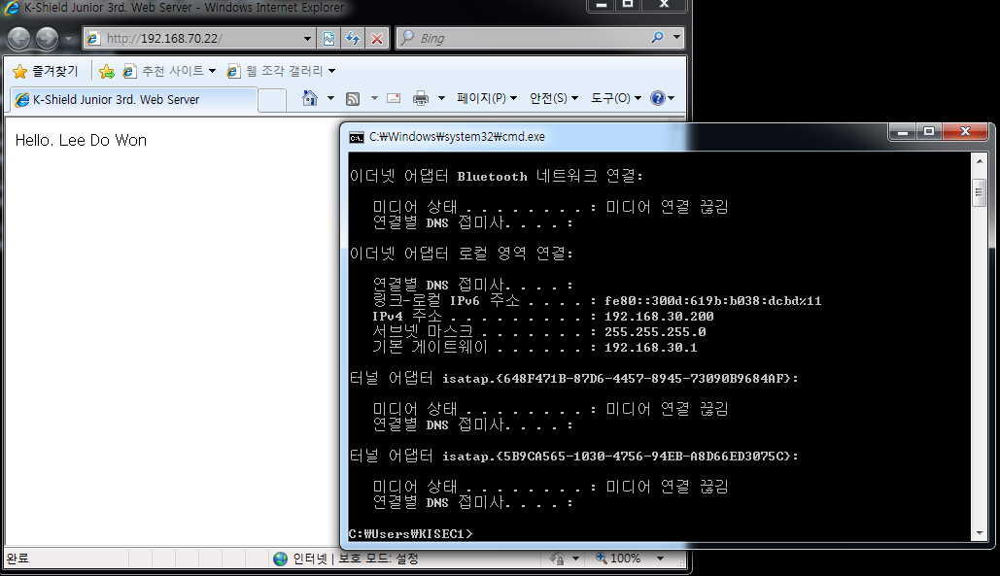 K-Shield Junior 3rd. Web Server - Windows Internet Explorer
http://192.168.70.22/
Bing
즐겨찾기
추천 사이트
웹 조각 갤러리
K-Shield Junior 3rd. Web Server
페이지(P)
안전(S)
도구(O)
Hello. Lee Do Won
C:₩Windows₩system32₩cmd.exe
이더넷 어댑터 Bluetooth 네트워크 연결:
미디어 상태 . . . . . . . . : 미디어 연결 끊김
연결별 DNS 접미사. . . . :
이더넷 어댑터 로컬 영역 연결:
연결별 DNS 접미사. . . . :
링크-로컬 IPv6 주소 . . . . : fe80::300d:619b:b038:dcbd%11
IPv4 주소 . . . . . . . . . : 192.168.30.200
서브넷 마스크 . . . . . . . : 255.255.255.0
기본 게이트웨이 . . . . . . : 192.168.30.1
터널 어댑터 isatap.{648F471B-87D6-4457-8945-73090B9684AF}:
미디어 상태 . . . . . . . . : 미디어 연결 끊김
연결별 DNS 접미사. . . . :
터널 어댑터 isatap.{5B9CA565-1030-4756-94EB-A8D66ED3075C}:
미디어 상태 . . . . . . . . : 미디어 연결 끊김
연결별 DNS 접미사. . . . :
C:₩Users₩KISEC1>
완료
인터넷 | 보호 모드: 설정
100%